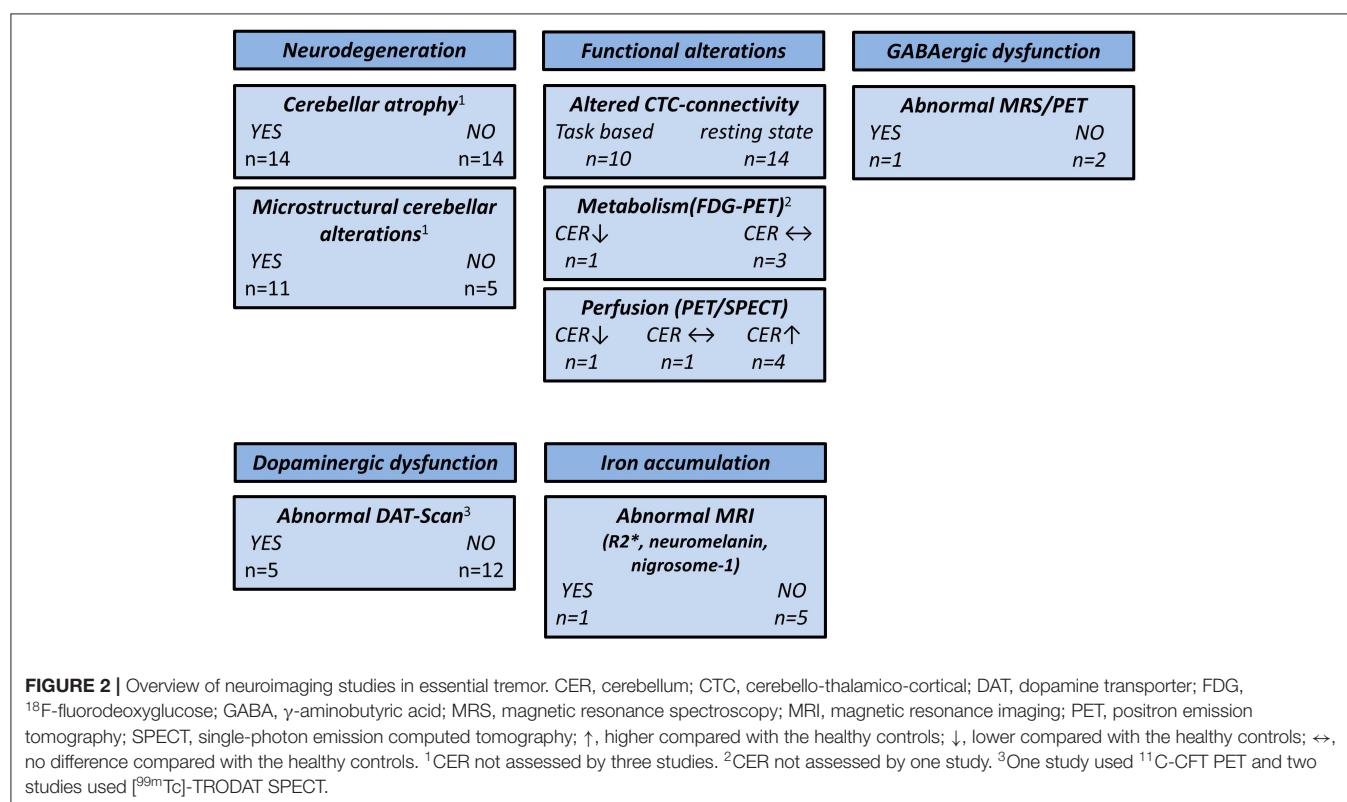 Neurodegeneration
Cerebellar atrophy¹
YES NO
n=14 n=14
Microstructural cerebellar
alterations¹
YES NO
n=11 n=5
Functional alterations
Altered CTC-connectivity
Task based resting state
n=10 n=14
Metabolism(FDG-PET)²
CER↓ CER ↔
n=1 n=3
Perfusion (PET/SPECT)
CER↓ CER ↔ CER↑
n=1 n=1 n=4
GABAergic dysfunction
Abnormal MRS/PET
YES NO
n=1 n=2
Dopaminergic dysfunction
Abnormal DAT-Scan³
YES NO
n=5 n=12
Iron accumulation
Abnormal MRI
(R2*, neuromelanin,
nigrosome-1)
YES NO
n=1 n=5
FIGURE 2 | Overview of neuroimaging studies in essential tremor. CER, cerebellum; CTC, cerebello-thalamico-cortical; DAT, dopamine transporter; FDG,
¹⁸F-fluorodeoxyglucose; GABA, γ-aminobutyric acid; MRS, magnetic resonance spectroscopy; MRI, magnetic resonance imaging; PET, positron emission
tomography; SPECT, single-photon emission computed tomography; ↑, higher compared with the healthy controls; ↓, lower compared with the healthy controls; ↔,
no difference compared with the healthy controls. ¹CER not assessed by three studies. ²CER not assessed by one study. ³One study used ¹¹C-CFT PET and two
studies used [⁹⁹ᵐTc]-TRODAT SPECT.